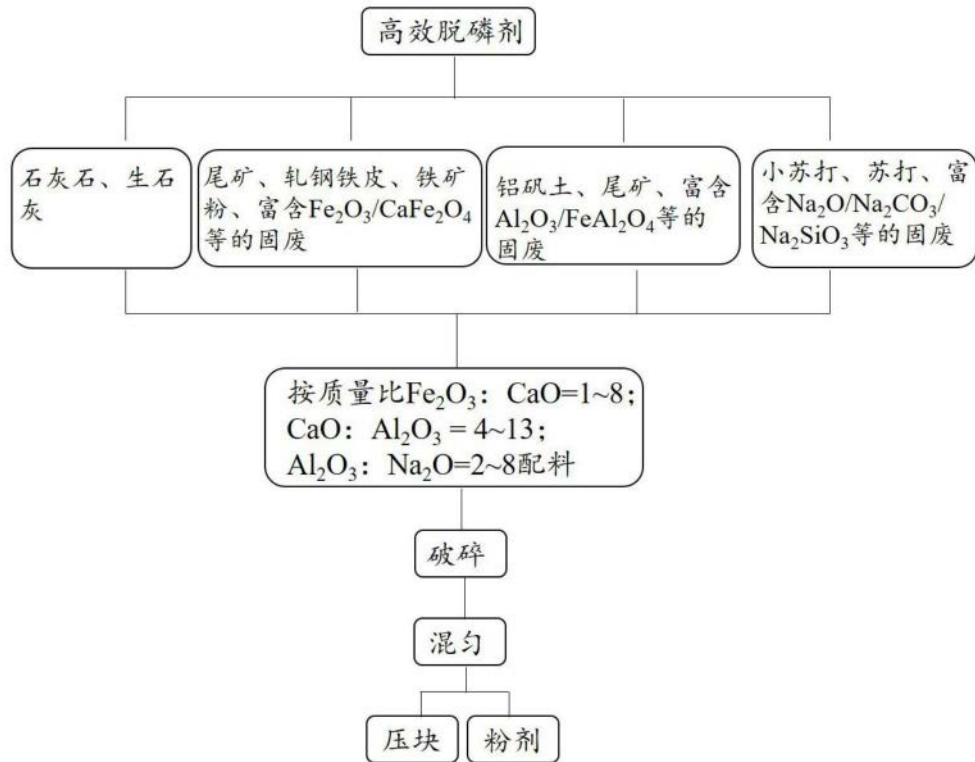 高效脱磷剂
石灰石、生石
灰
尾矿、轧钢铁皮、铁矿
粉、富含Fe₂O₃/CaFe₂O₄
等的固废
铝矾土、尾矿、富含
Al₂O₃/FeAl₂O₄等的
固废
小苏打、苏打、富
含Na₂O/Na₂CO₃/
Na₂SiO₃等的固废
按质量比Fe₂O₃：CaO=1~8；
CaO：Al₂O₃ = 4~13；
Al₂O₃：Na₂O=2~8配料
破碎
混匀
压块
粉剂